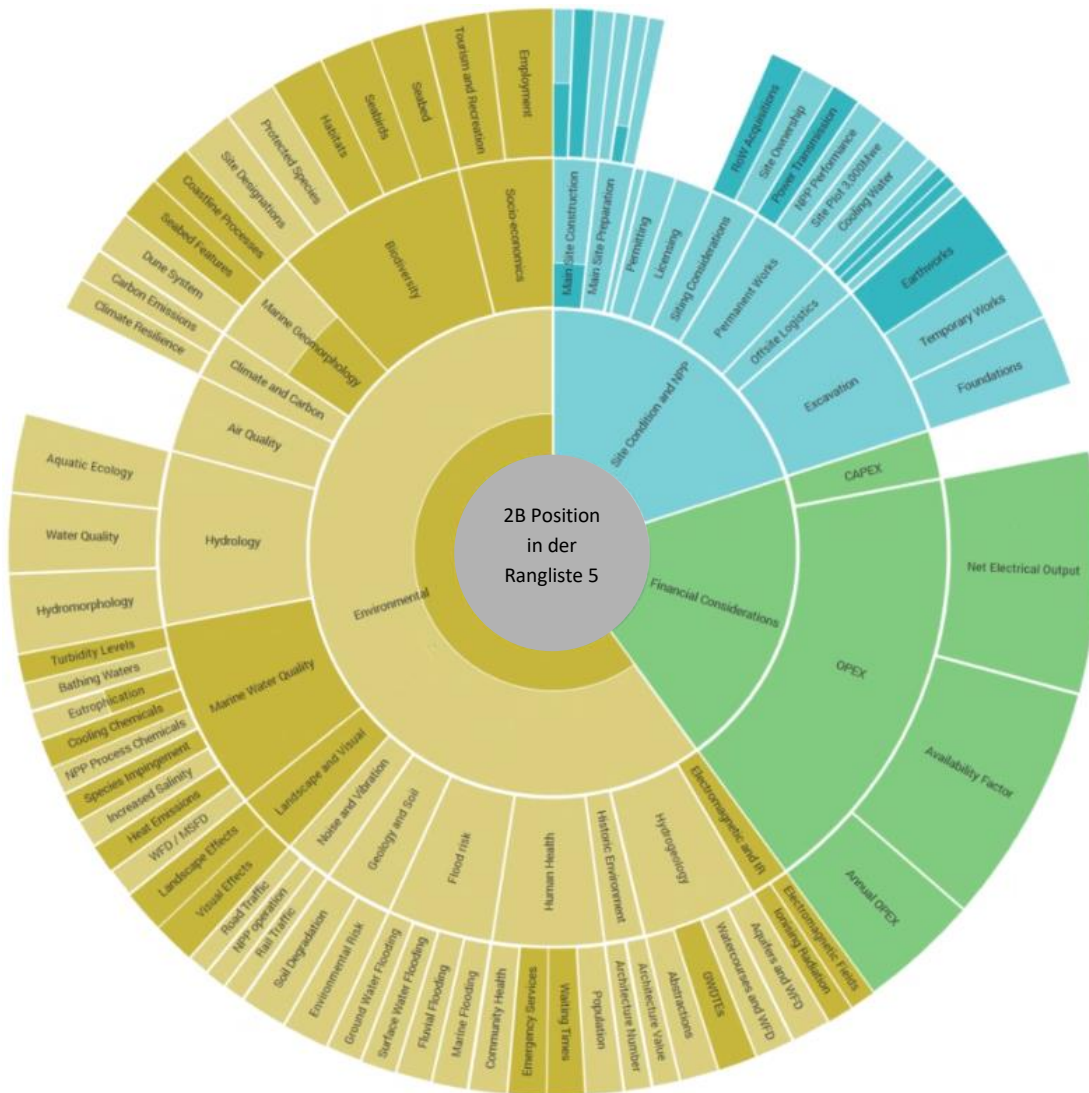 2B Position
in der
Rangliste 5
Site Condition and NPP
Main Site Construction
Main Site Preparation
Permitting
Licensing
Siting Considerations
Permanent Works
Offsite Logistics
Excavation
RoW Acquisitions
Site Ownership
Power Transmission
NPP Performance
Site Plot 3,000Mwe
Cooling Water
Earthworks
Temporary Works
Foundations
Financial Considerations
CAPEX
OPEX
Net Electrical Output
Availability Factor
Annual OPEX
Environmental
Electromagnetic and IR
Electromagnetic Fields
Ionising Radiation
Hydrogeology
Aquifers and WFD
Watercourses and WFD
GWDTEs
Abstractions
Historic Environment
Architecture Value
Architecture Number
Human Health
Population
Waiting Times
Emergency Services
Community Health
Flood risk
Marine Flooding
Fluvial Flooding
Surface Water Flooding
Ground Water Flooding
Geology and Soil
Environmental Risk
Soil Degradation
Noise and Vibration
Rail Traffic
NPP operation
Road Traffic
Landscape and Visual
Visual Effects
Landscape Effects
Marine Water Quality
WFD / MSFD
Heat Emissions
Increased Salinity
Species Impingement
NPP Process Chemicals
Cooling Chemicals
Eutrophication
Bathing Waters
Turbidity Levels
Hydrology
Hydromorphology
Water Quality
Aquatic Ecology
Air Quality
Climate and Carbon
Climate Resilience
Carbon Emissions
Marine Geomorphology
Dune System
Seabed Features
Coastline Processes
Biodiversity
Site Designations
Protected Species
Habitats
Seabirds
Seabed
Socio-economics
Tourism and Recreation
Employment